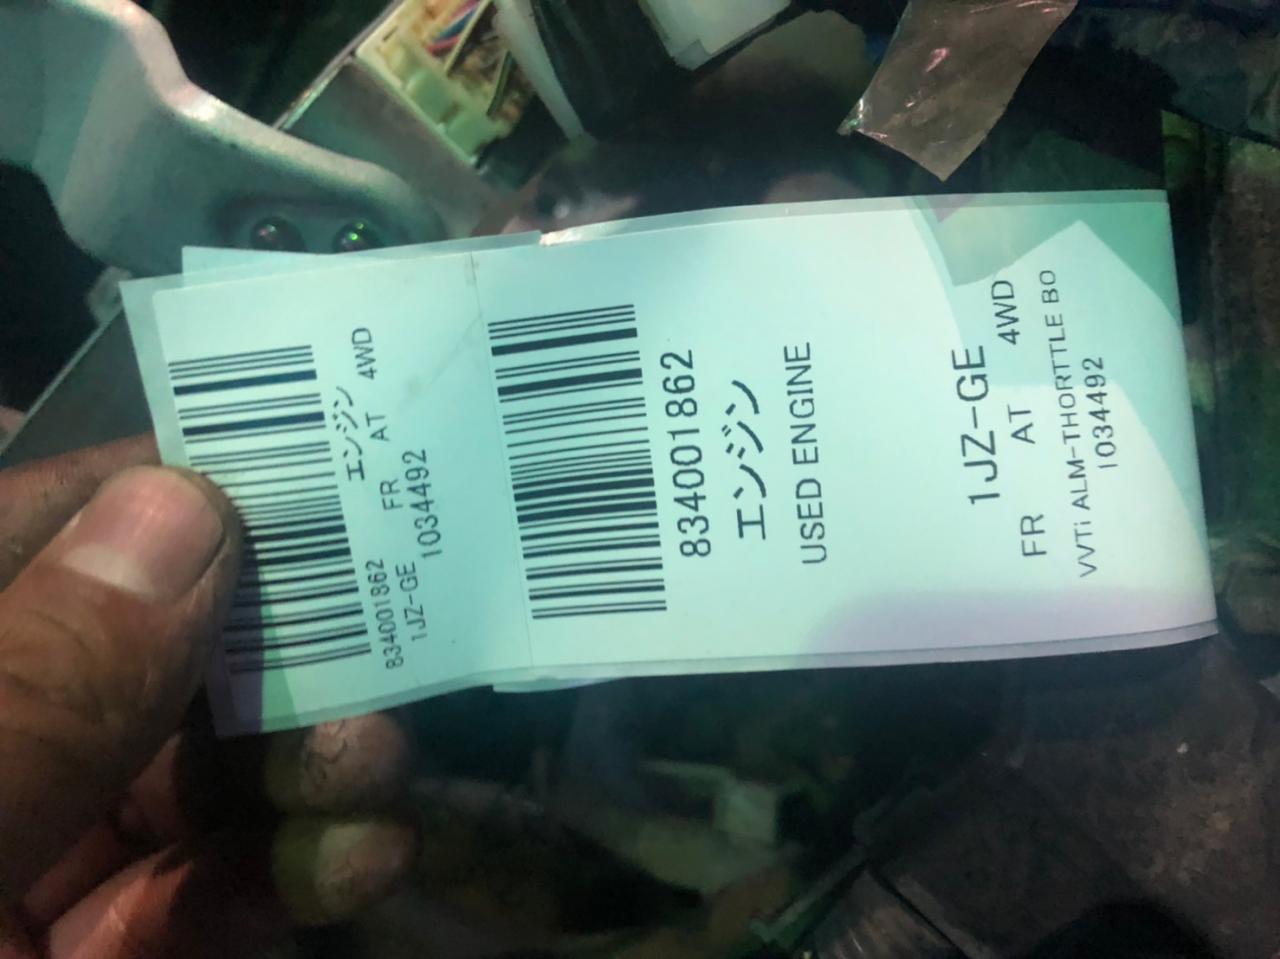 834001862
エンジン
1JZ-GE FR AT 4WD
1034492
834001862
エンジン
USED ENGINE
1JZ-GE
FR AT 4WD
VVTi ALM-THORTTLE BO
1034492